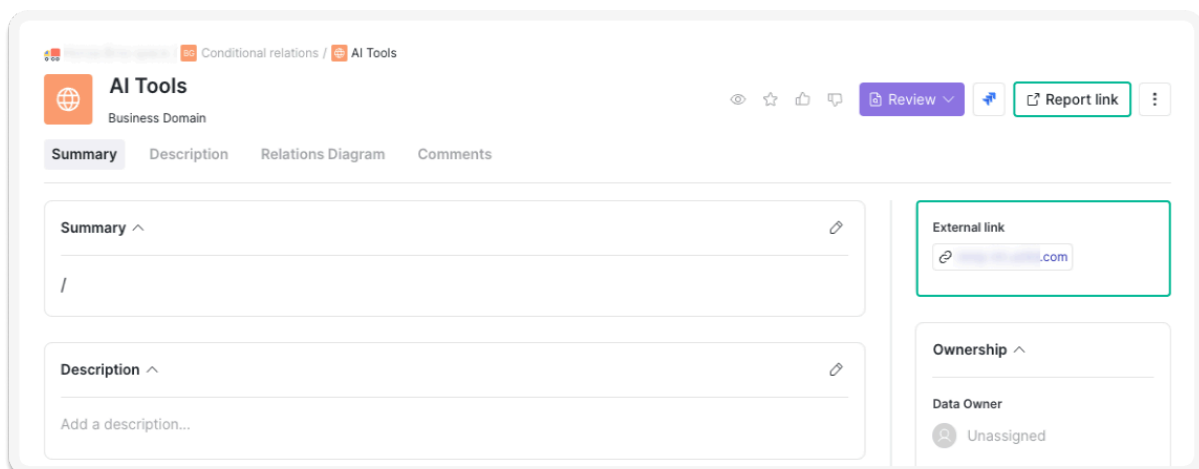 BG Conditional relations / AI Tools
AI Tools
Business Domain
Review
Report link
Summary Description Relations Diagram Comments
Summary
/
Description
Add a description...
External link
.com
Ownership
Data Owner
Unassigned